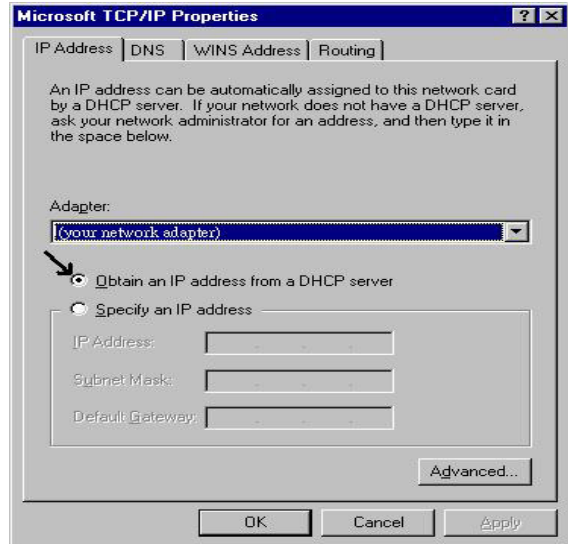 Microsoft TCP/IP Properties
IP Address DNS WINS Address Routing
An IP address can be automatically assigned to this network card
by a DHCP server. If your network does not have a DHCP server,
ask your network administrator for an address, and then type it in
the space below.
Adapter:
(your network adapter)
Obtain an IP address from a DHCP server
Specify an IP address
IP Address:
Subnet Mask:
Default Gateway:
Advanced...
OK Cancel Apply